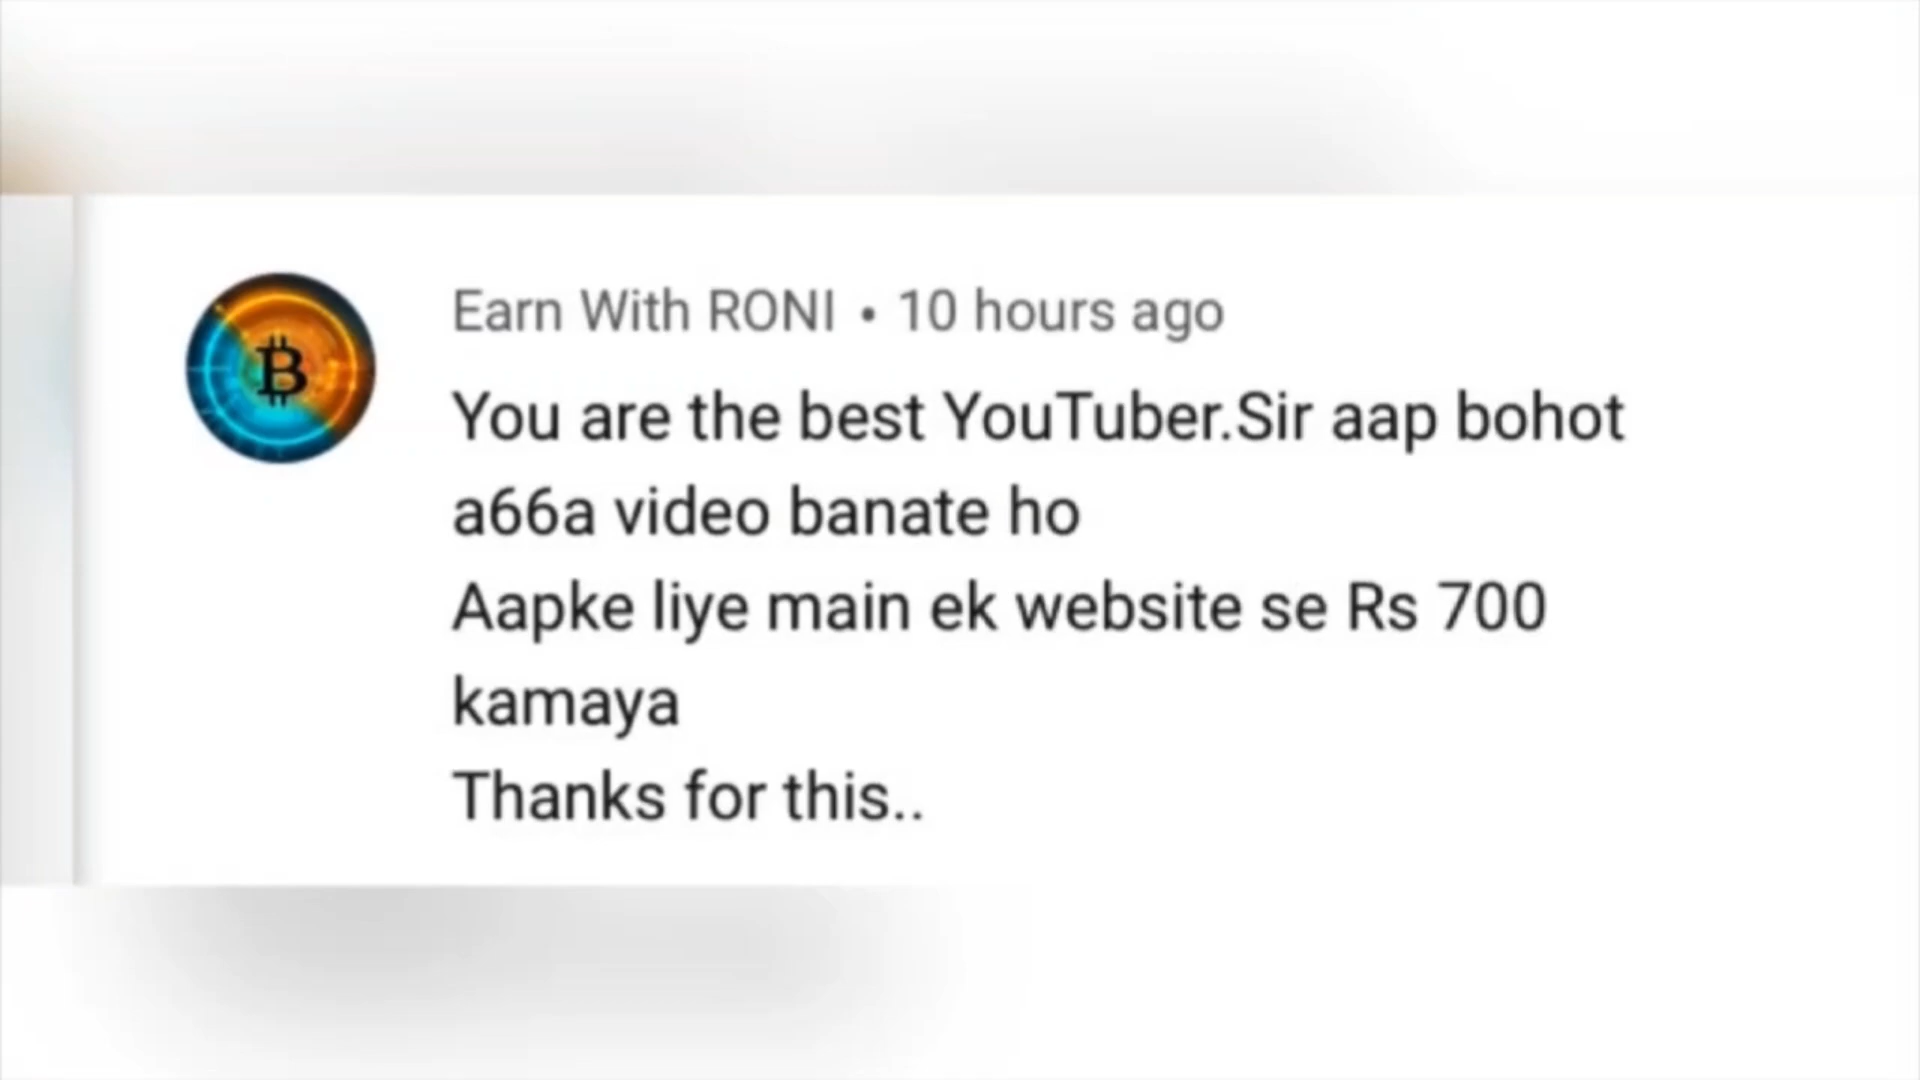 Earn With RONI • 10 hours ago
You are the best YouTuber.Sir aap bohot
a66a video banate ho
Aapke liye main ek website se Rs 700
kamaya
Thanks for this..